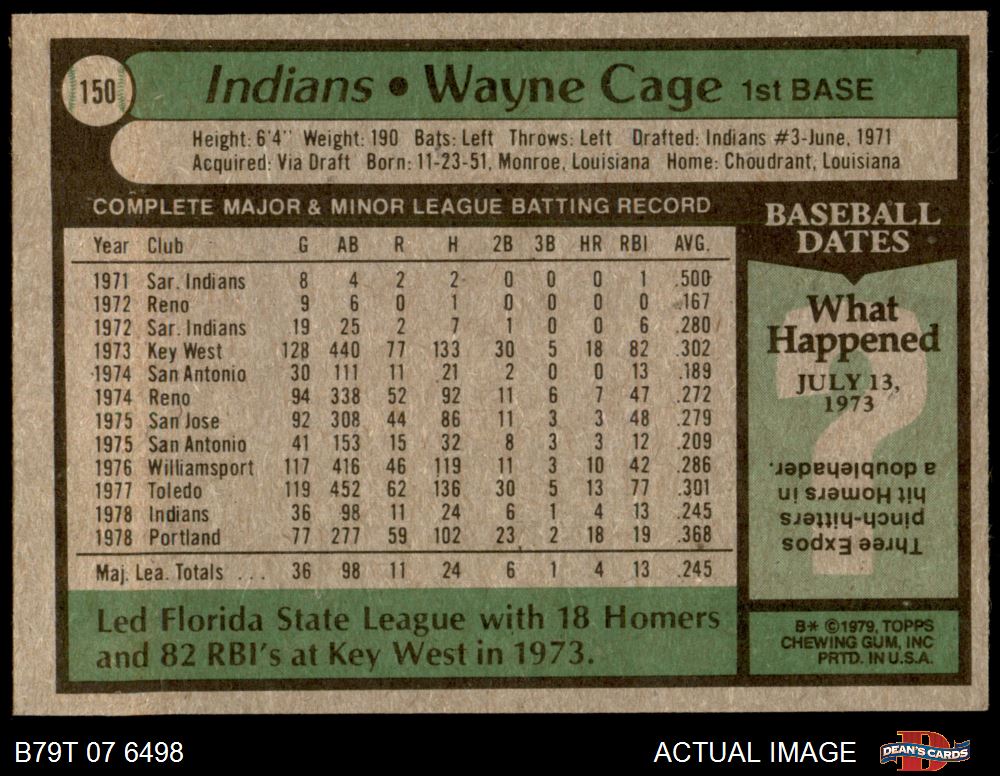 150
Indians • Wayne Cage 1st BASE
Height: 6'4" Weight: 190 Bats: Left Throws: Left Drafted: Indians #3-June, 1971
Acquired: Via Draft Born: 11-23-51, Monroe, Louisiana Home: Choudrant, Louisiana
COMPLETE MAJOR & MINOR LEAGUE BATTING RECORD
Year Club G AB R H 2B 3B HR RBI AVG.
1971 Sar. Indians 8 4 2 2 0 0 0 1 .500
1972 Reno 9 6 0 1 0 0 0 0 .167
1972 Sar. Indians 19 25 2 7 1 0 0 6 .280
1973 Key West 128 440 77 133 30 5 18 82 .302
1974 San Antonio 30 111 11 21 2 0 0 13 .189
1974 Reno 94 338 52 92 11 6 7 47 .272
1975 San Jose 92 308 44 86 11 3 3 48 .279
1975 San Antonio 41 153 15 32 8 3 3 12 .209
1976 Williamsport 117 416 46 119 11 3 10 42 .286
1977 Toledo 119 452 62 136 30 5 13 77 .301
1978 Indians 36 98 11 24 6 1 4 13 .245
1978 Portland 77 277 59 102 23 2 18 19 .368
Maj. Lea. Totals ... 36 98 11 24 6 1 4 13 .245
Led Florida State League with 18 Homers
and 82 RBI's at Key West in 1973.
BASEBALL
DATES
What
Happened
JULY 13,
1973
?
Three Expos
pinch-hitters
hit Homers in
a doublehader.
B* ©1979, TOPPS
CHEWING GUM, INC
PRTD. IN U.S.A.
B79T 07 6498
ACTUAL IMAGE
DEAN'S CARDS